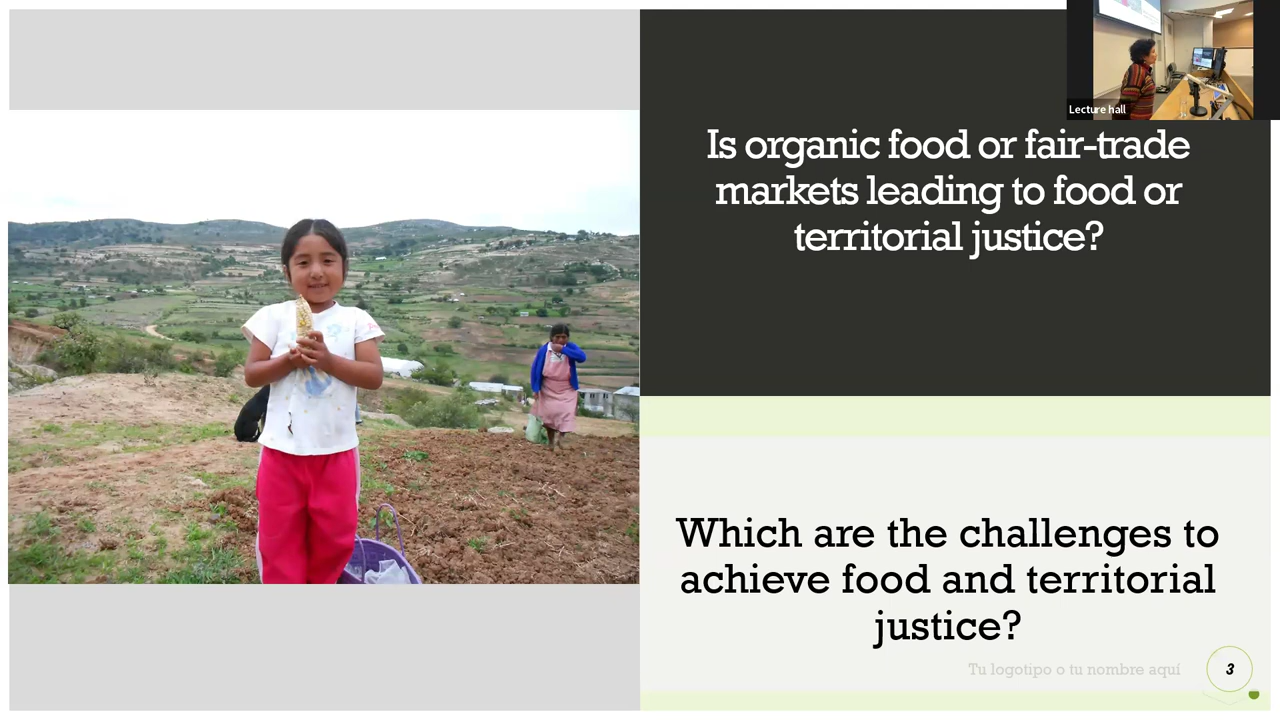 Lecture hall
Is organic food or fair-trade
markets leading to food or
territorial justice?
Which are the challenges to
achieve food and territorial
justice?
Tu logotipo o tu nombre aquí
3